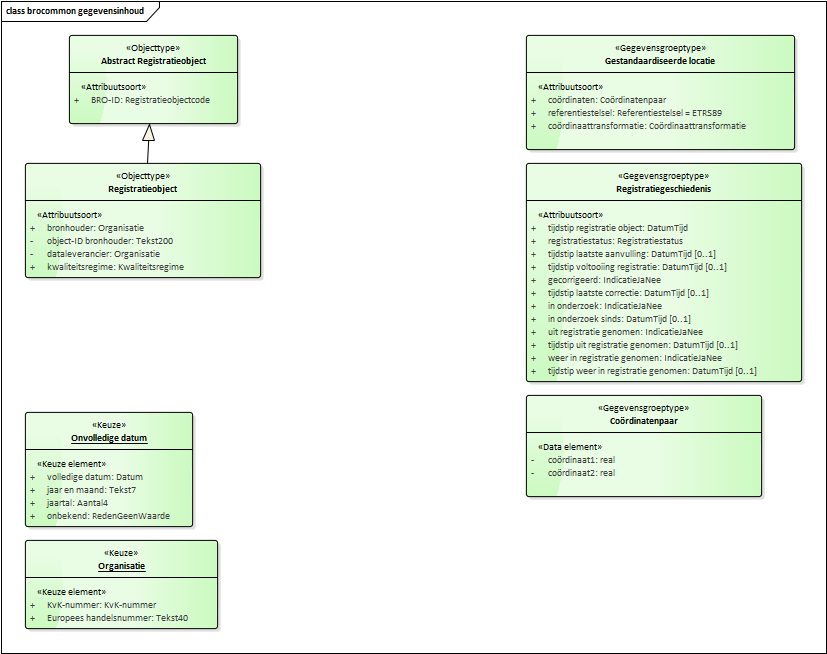 class brocommon gegevensinhoud
«Objecttype»
Abstract Registratieobject
«Attribuutsoort»
+ BRO-ID: Registratieobjectcode
«Objecttype»
Registratieobject
«Attribuutsoort»
+ bronhouder: Organisatie
- object-ID bronhouder: Tekst200
- dataleverancier: Organisatie
+ kwaliteitsregime: Kwaliteitsregime
«Keuze»
Onvolledige datum
«Keuze element»
+ volledige datum: Datum
+ jaar en maand: Tekst7
+ jaartal: Aantal4
+ onbekend: RedenGeenWaarde
«Keuze»
Organisatie
«Keuze element»
+ KvK-nummer: KvK-nummer
+ Europees handelsnummer: Tekst40
«Gegevensgroeptype»
Gestandaardiseerde locatie
«Attribuutsoort»
+ coördinaten: Coördinatenpaar
+ referentiestelsel: Referentiestelsel = ETRS89
+ coördinaattransformatie: Coördinaattransformatie
«Gegevensgroeptype»
Registratiegeschiedenis
«Attribuutsoort»
+ tijdstip registratie object: DatumTijd
+ registratiestatus: Registratiestatus
+ tijdstip laatste aanvulling: DatumTijd [0..1]
+ tijdstip voltooiing registratie: DatumTijd [0..1]
+ gecorrigeerd: IndicatieJaNee
+ tijdstip laatste correctie: DatumTijd [0..1]
+ in onderzoek: IndicatieJaNee
+ in onderzoek sinds: DatumTijd [0..1]
+ uit registratie genomen: IndicatieJaNee
+ tijdstip uit registratie genomen: DatumTijd [0..1]
+ weer in registratie genomen: IndicatieJaNee
+ tijdstip weer in registratie genomen: DatumTijd [0..1]
«Gegevensgroeptype»
Coördinatenpaar
«Data element»
- coördinaat1: real
- coördinaat2: real